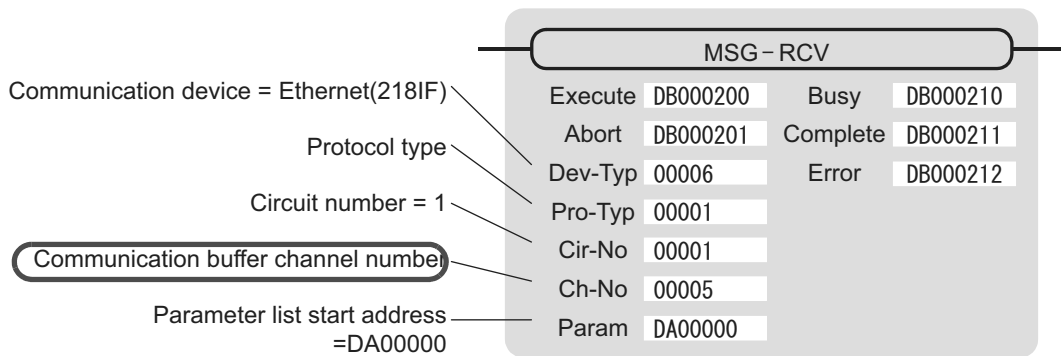 MSG-RCV
Communication device = Ethernet(218IF)
Execute DB000200 Busy DB000210
Protocol type
Abort DB000201 Complete DB000211
Dev-Typ 00006 Error DB000212
Circuit number = 1
Pro-Typ 00001
Communication buffer channel number
Cir-No 00001
Ch-No 00005
Parameter list start address
=DA00000
Param DA00000